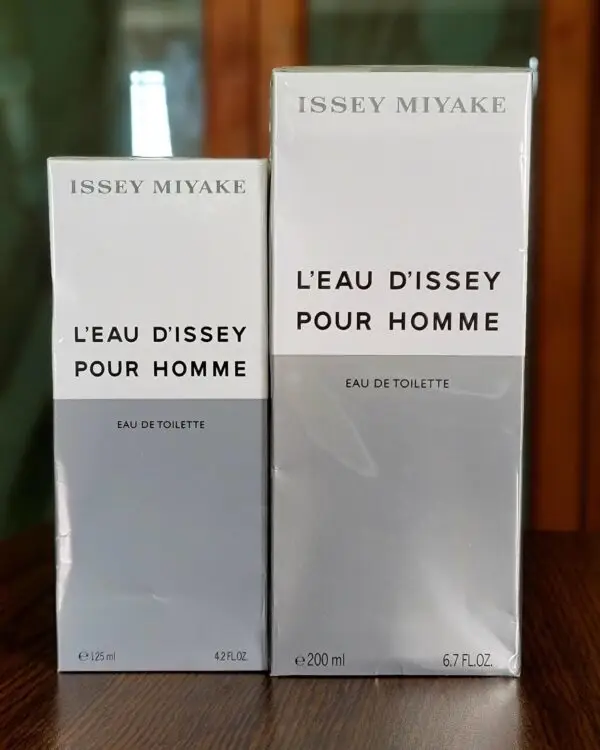 ISSEY MIYAKE
L'EAU D'ISSEY
POUR HOMME
EAU DE TOILETTE
℮125 ml 4.2 FL.OZ.
ISSEY MIYAKE
L'EAU D'ISSEY
POUR HOMME
EAU DE TOILETTE
℮200 ml 6.7 FL.OZ.